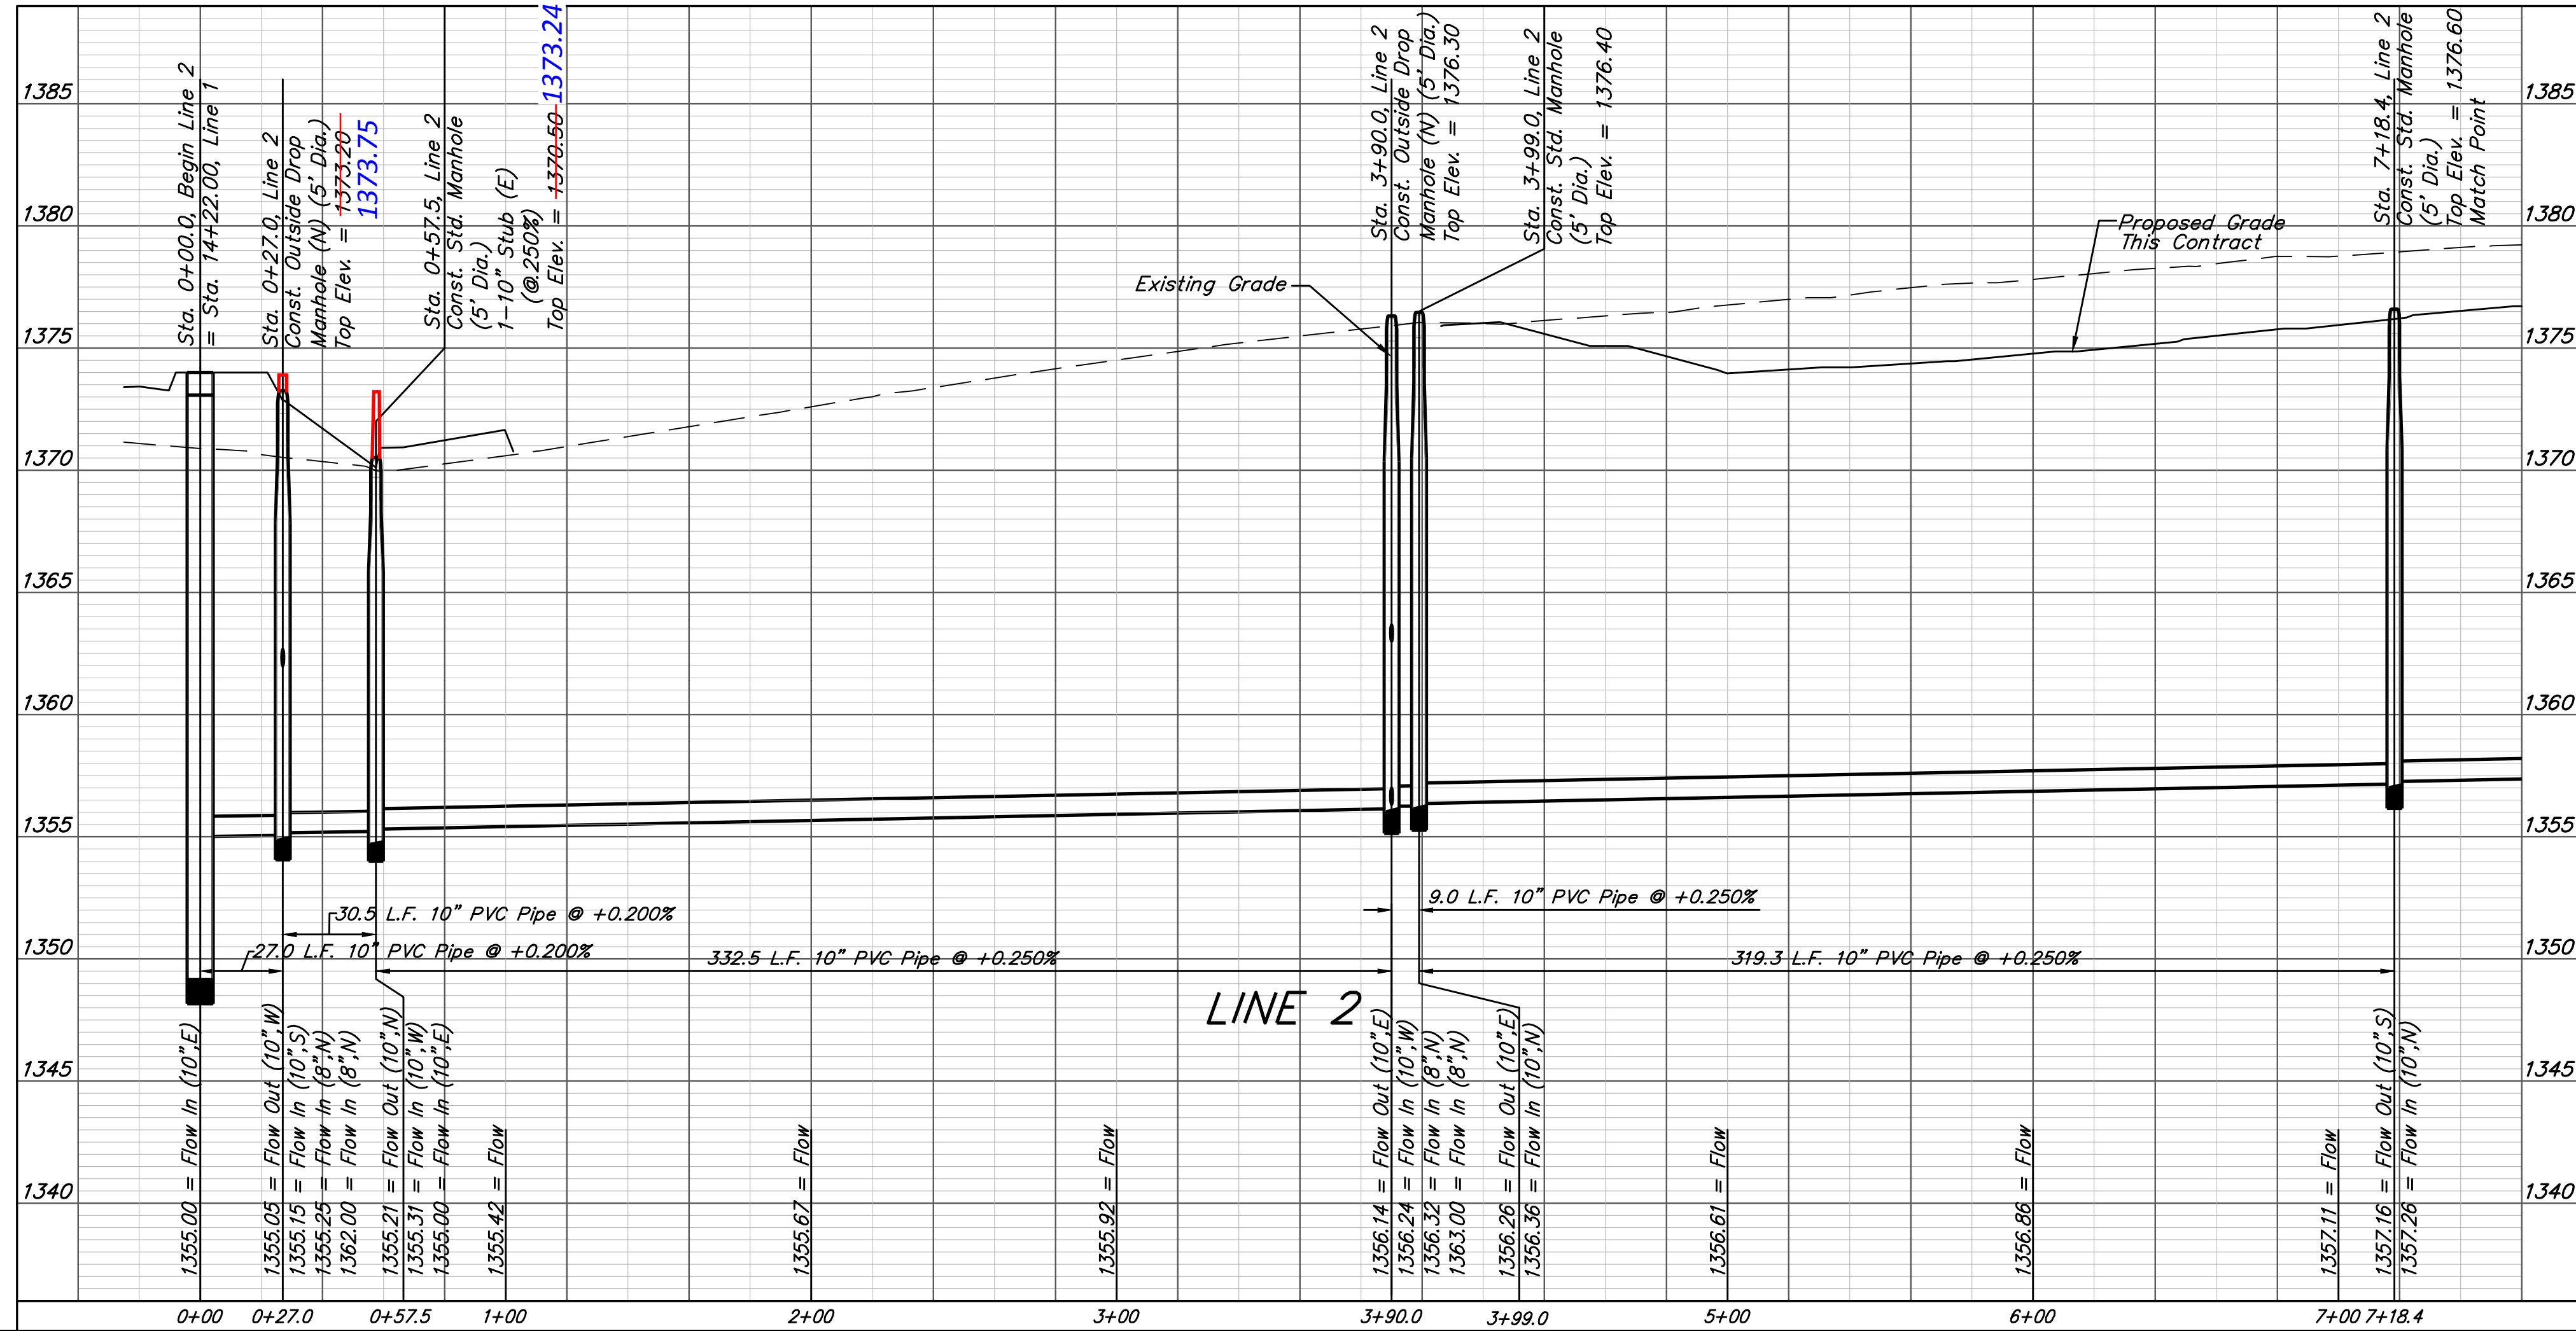 1385
1380
1375
1370
1365
1360
1355
1350
1345
1340
Sta. 0+00.0, Begin Line 2
= Sta. 14+22.00, Line 1
Sta. 0+27.0, Line 2
Const. Outside Drop
Manhole (N) (5' Dia.)
Top Elev. = 1373.20
1373.75
Sta. 0+57.5, Line 2
Const. Std. Manhole
(5' Dia.)
1-10" Stub (E)
(@.250%)
Top Elev. = 1370.50 1373.24
Existing Grade
Sta. 3+90.0, Line 2
Const. Outside Drop
Manhole (N) (5' Dia.)
Top Elev. = 1376.30
Sta. 3+99.0, Line 2
Const. Std. Manhole
(5' Dia.)
Top Elev. = 1376.40
Proposed Grade
This Contract
Sta. 7+18.4, Line 2
Const. Std. Manhole
(5' Dia.)
Top Elev. = 1376.60
Match Point
1385
1380
1375
1370
1365
1360
1355
1350
1345
1340
30.5 L.F. 10" PVC Pipe @ +0.200%
27.0 L.F. 10" PVC Pipe @ +0.200%
332.5 L.F. 10" PVC Pipe @ +0.250%
9.0 L.F. 10" PVC Pipe @ +0.250%
319.3 L.F. 10" PVC Pipe @ +0.250%
LINE 2
1355.00 = Flow In (10",E)
1355.05 = Flow Out (10",W)
1355.15 = Flow In (10",S)
1355.25 = Flow In (8",N)
1362.00 = Flow In (8",N)
1355.21 = Flow Out (10",N)
1355.31 = Flow In (10",W)
1355.00 = Flow In (10",E)
1355.42 = Flow
1355.67 = Flow
1355.92 = Flow
1356.14 = Flow Out (10",E)
1356.24 = Flow In (10",W)
1356.32 = Flow In (8",N)
1363.00 = Flow In (8",N)
1356.26 = Flow Out (10",E)
1356.36 = Flow In (10",N)
1356.61 = Flow
1356.86 = Flow
1357.11 = Flow
1357.16 = Flow Out (10",S)
1357.26 = Flow In (10",N)
0+00 0+27.0 0+57.5 1+00 2+00 3+00 3+90.0 3+99.0 5+00 6+00 7+00 7+18.4